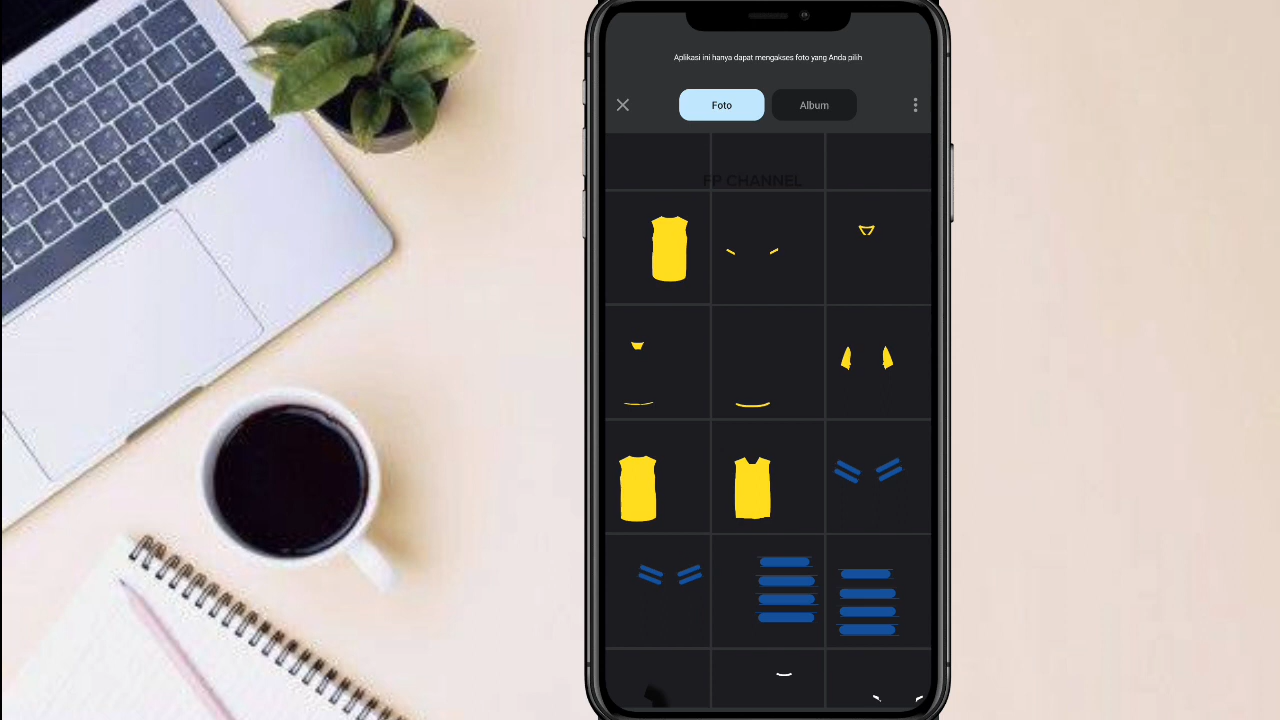 Aplikasi ini hanya dapat mengakses foto yang Anda pilih
Foto
Album
FP CHANNEL